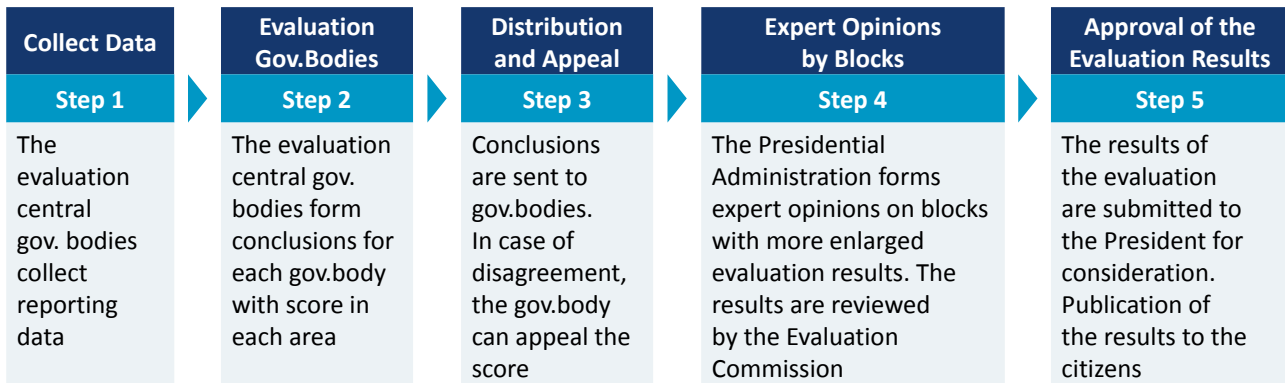 Collect Data
Step 1
The
evaluation
central
gov. bodies
collect
reporting
data
Evaluation
Gov.Bodies
Step 2
The evaluation
central gov.
bodies form
conclusions for
each gov.body
with score in
each area
Distribution
and Appeal
Step 3
Conclusions
are sent to
gov.bodies.
In case of
disagreement,
the gov.body
can appeal the
score
Expert Opinions
by Blocks
Step 4
The Presidential
Administration forms
expert opinions on blocks
with more enlarged
evaluation results. The
results are reviewed
by the Evaluation
Commission
Approval of the
Evaluation Results
Step 5
The results of
the evaluation
are submitted to
the President for
consideration.
Publication of
the results to the
citizens